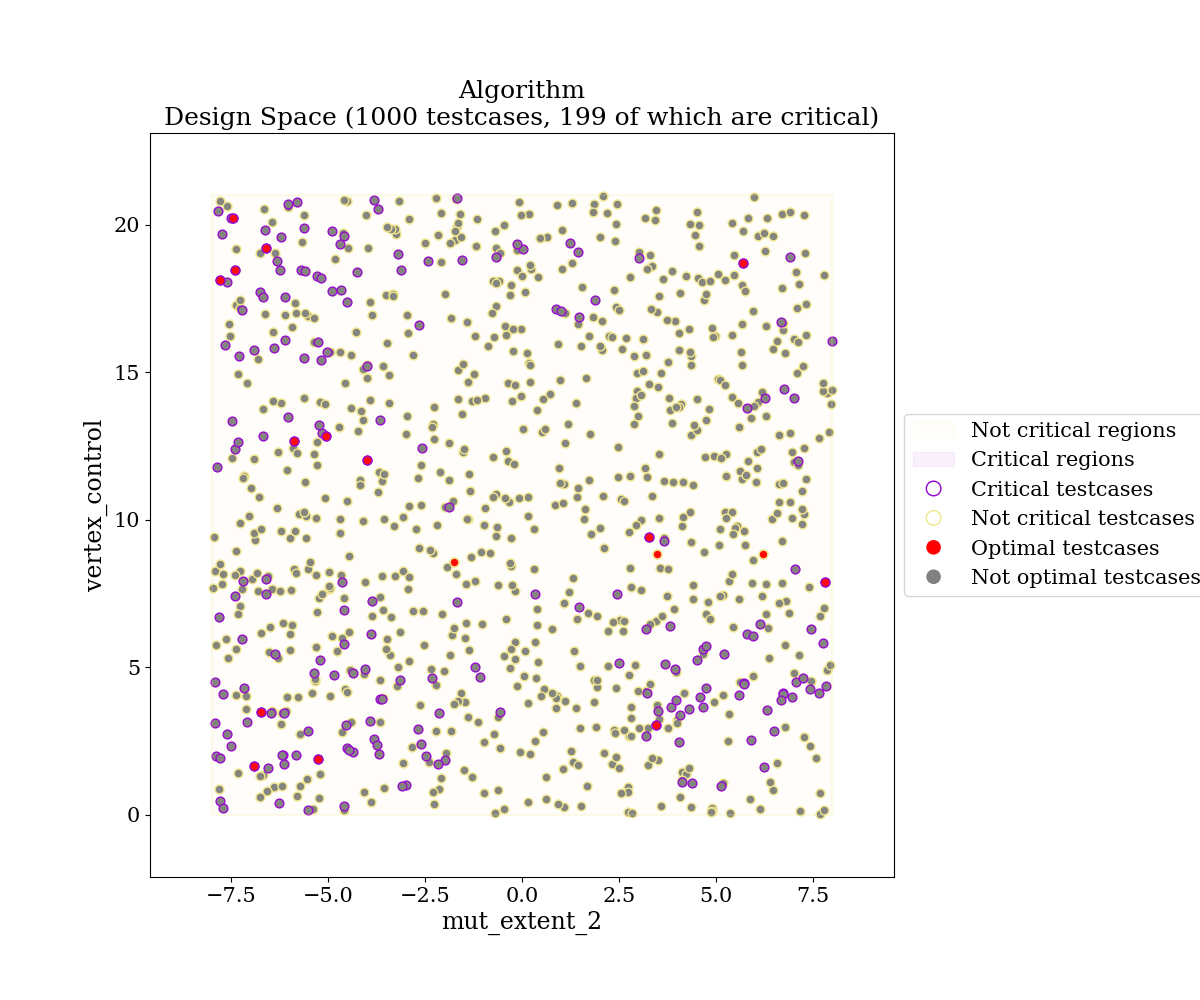 Algorithm
Design Space (1000 testcases, 199 of which are critical)
20
15
10
5
0
vertex_control
−7.5
−5.0
−2.5
0.0
2.5
5.0
7.5
mut_extent_2
Not critical regions
Critical regions
Critical testcases
Not critical testcases
Optimal testcases
Not optimal testcases